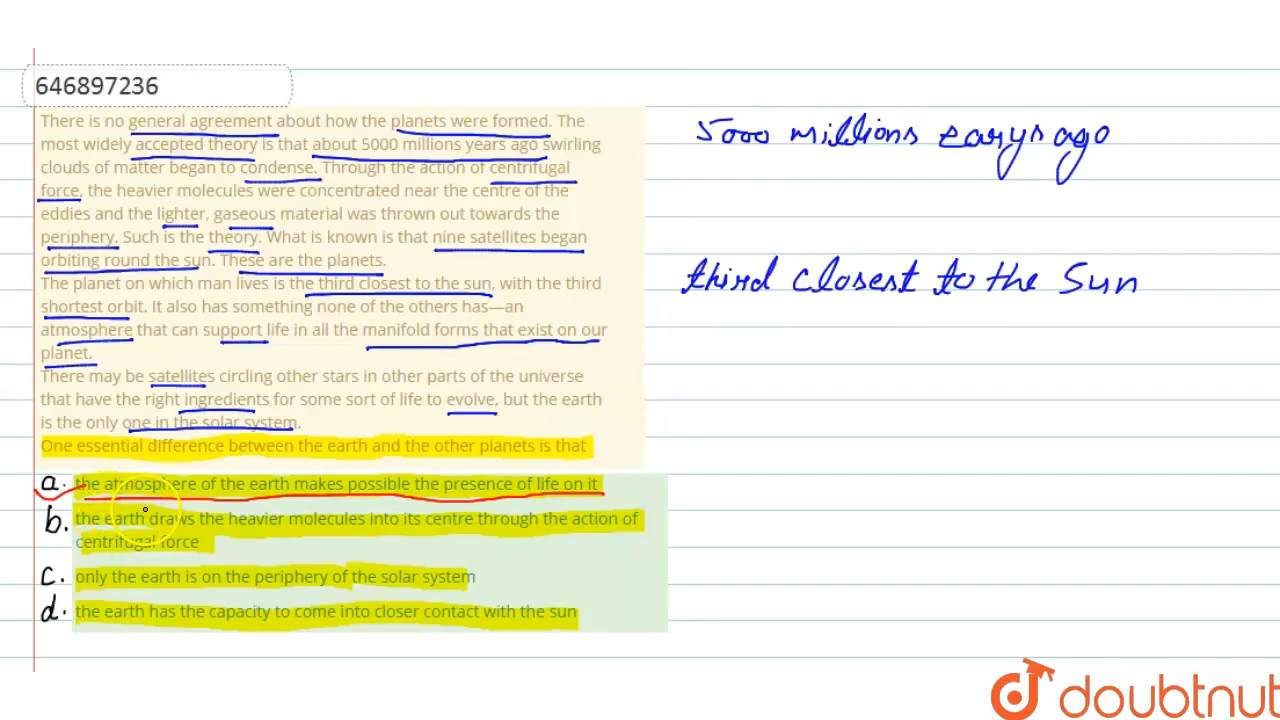 646897236
There is no general agreement about how the planets were formed. The
most widely accepted theory is that about 5000 millions years ago swirling
clouds of matter began to condense. Through the action of centrifugal
force, the heavier molecules were concentrated near the centre of the
eddies and the lighter, gaseous material was thrown out towards the
periphery. Such is the theory. What is known is that nine satellites began
orbiting round the sun. These are the planets.
The planet on which man lives is the third closest to the sun, with the third
shortest orbit. It also has something none of the others has—an
atmosphere that can support life in all the manifold forms that exist on our
planet.
There may be satellites circling other stars in other parts of the universe
that have the right ingredients for some sort of life to evolve, but the earth
is the only one in the solar system.
One essential difference between the earth and the other planets is that
a. the atmosphere of the earth makes possible the presence of life on it
b. the earth draws the heavier molecules into its centre through the action of
centrifugal force
c. only the earth is on the periphery of the solar system
d. the earth has the capacity to come into closer contact with the sun
5000 millions earys ago
third closest to the Sun
doubtnut